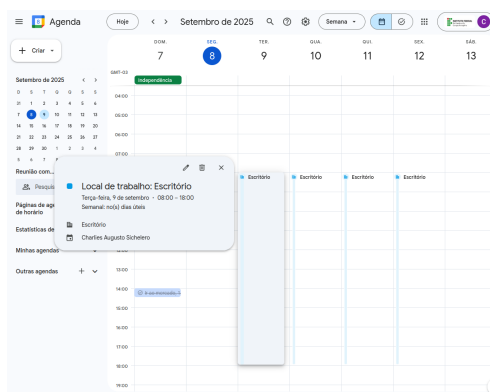 Agenda
Hoje
Setembro de 2025
Semana
C
Criar
DOM. SEG. TER. QUA. QUI. SEX. SÁB.
7 8 9 10 11 12 13
GMT-03
Independência
Setembro de 2025
D S T Q Q S S
31 1 2 3 4 5 6
7 8 9 10 11 12 13
14 15 16 17 18 19 20
21 22 23 24 25 26 27
28 29 30 1 2 3 4
5 6 7 8
04:00
05:00
06:00
07:00
Reunião com...
Pesquis
Páginas de age
de horário
Estatísticas de
Minhas agendas
Outras agendas
Local de trabalho: Escritório
Terça-feira, 9 de setembro · 08:00 – 18:00
Semanal: no(s) dias úteis
Escritório
Charlies Augusto Sichelero
Escritório Escritório Escritório Escritório
12:00
13:00
14:00
15:00
16:00
17:00
18:00
19:00